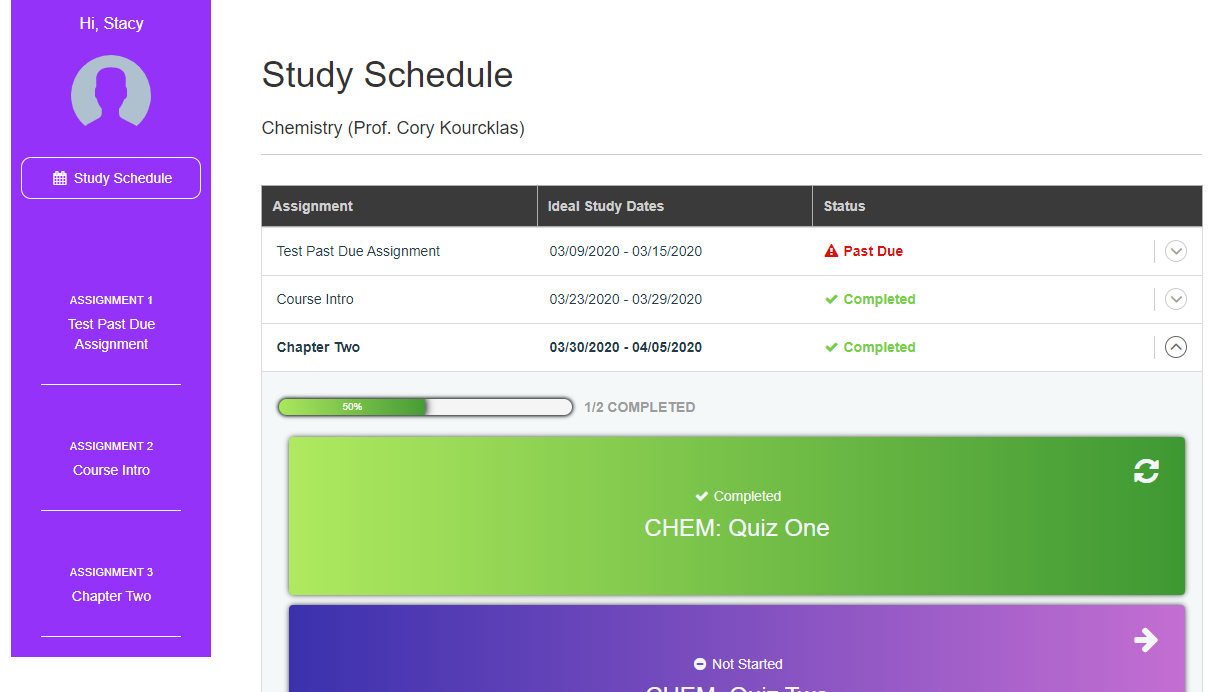 Hi, Stacy
Study Schedule
ASSIGNMENT 1
Test Past Due
Assignment
ASSIGNMENT 2
Course Intro
ASSIGNMENT 3
Chapter Two
Study Schedule
Chemistry (Prof. Cory Kourcklas)
Assignment Ideal Study Dates Status
Test Past Due Assignment 03/09/2020 - 03/15/2020 Past Due
Course Intro 03/23/2020 - 03/29/2020 Completed
Chapter Two 03/30/2020 - 04/05/2020 Completed
50% 1/2 COMPLETED
Completed
CHEM: Quiz One
Not Started
CHEM: Quiz Two